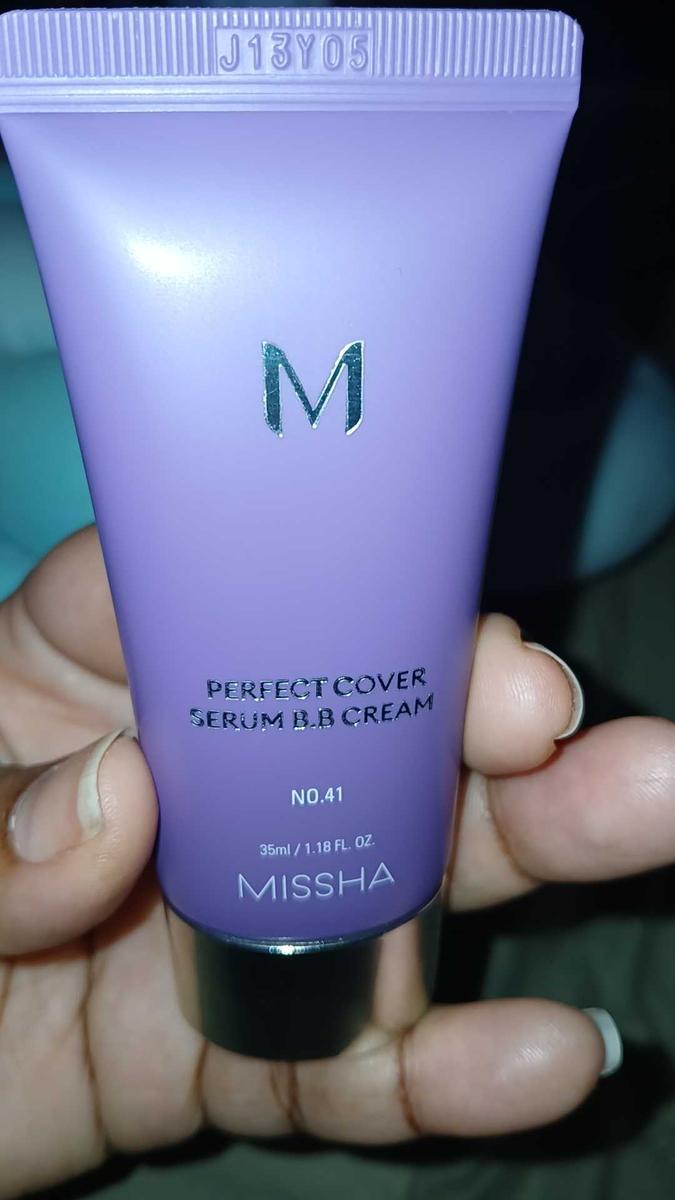 J13Y05
M
PERFECT COVER
SERUM B.B CREAM
NO.41
35ml / 1.18 FL. OZ.
MISSHA